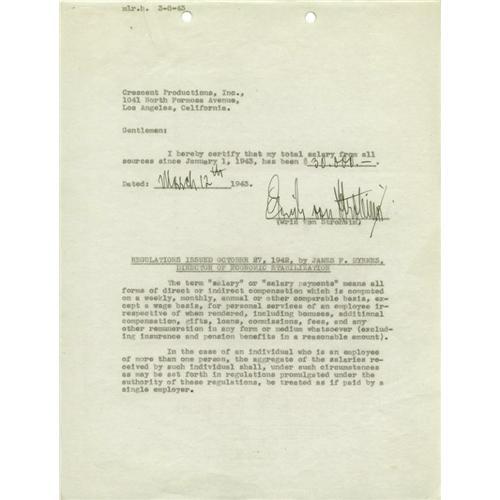 mlr.h. 3-8-43
Crescent Productions, Inc.,
1041 North Formosa Avenue,
Los Angeles, California.
Gentlemen:
I hereby certify that my total salary from all
sources since January 1, 1943, has been $ 30.000.—.
Dated: March 12th 1943.
Erich von Stroheim
(Erich von Stroheim)
REGULATIONS ISSUED OCTOBER 27, 1942, by JAMES F. BYRNES,
DIRECTOR OF ECONOMIC STABILIZATION
The term "salary" or "salary payments" means all
forms of direct or indirect compensation which is computed
on a weekly, monthly, annual or other comparable basis, ex-
cept a wage basis, for personal services of an employee ir-
respective of when rendered, including bonuses, additional
compensation, gifts, loans, commissions, fees, and any
other remuneration in any form or medium whatsoever (exclud-
ing insurance and pension benefits in a reasonable amount).
In the case of an individual who is an employee
of more than one person, the aggregate of the salaries re-
ceived by such individual shall, under such circumstances
as may be set forth in regulations promulgated under the
authority of these regulations, be treated as if paid by a
single employer.